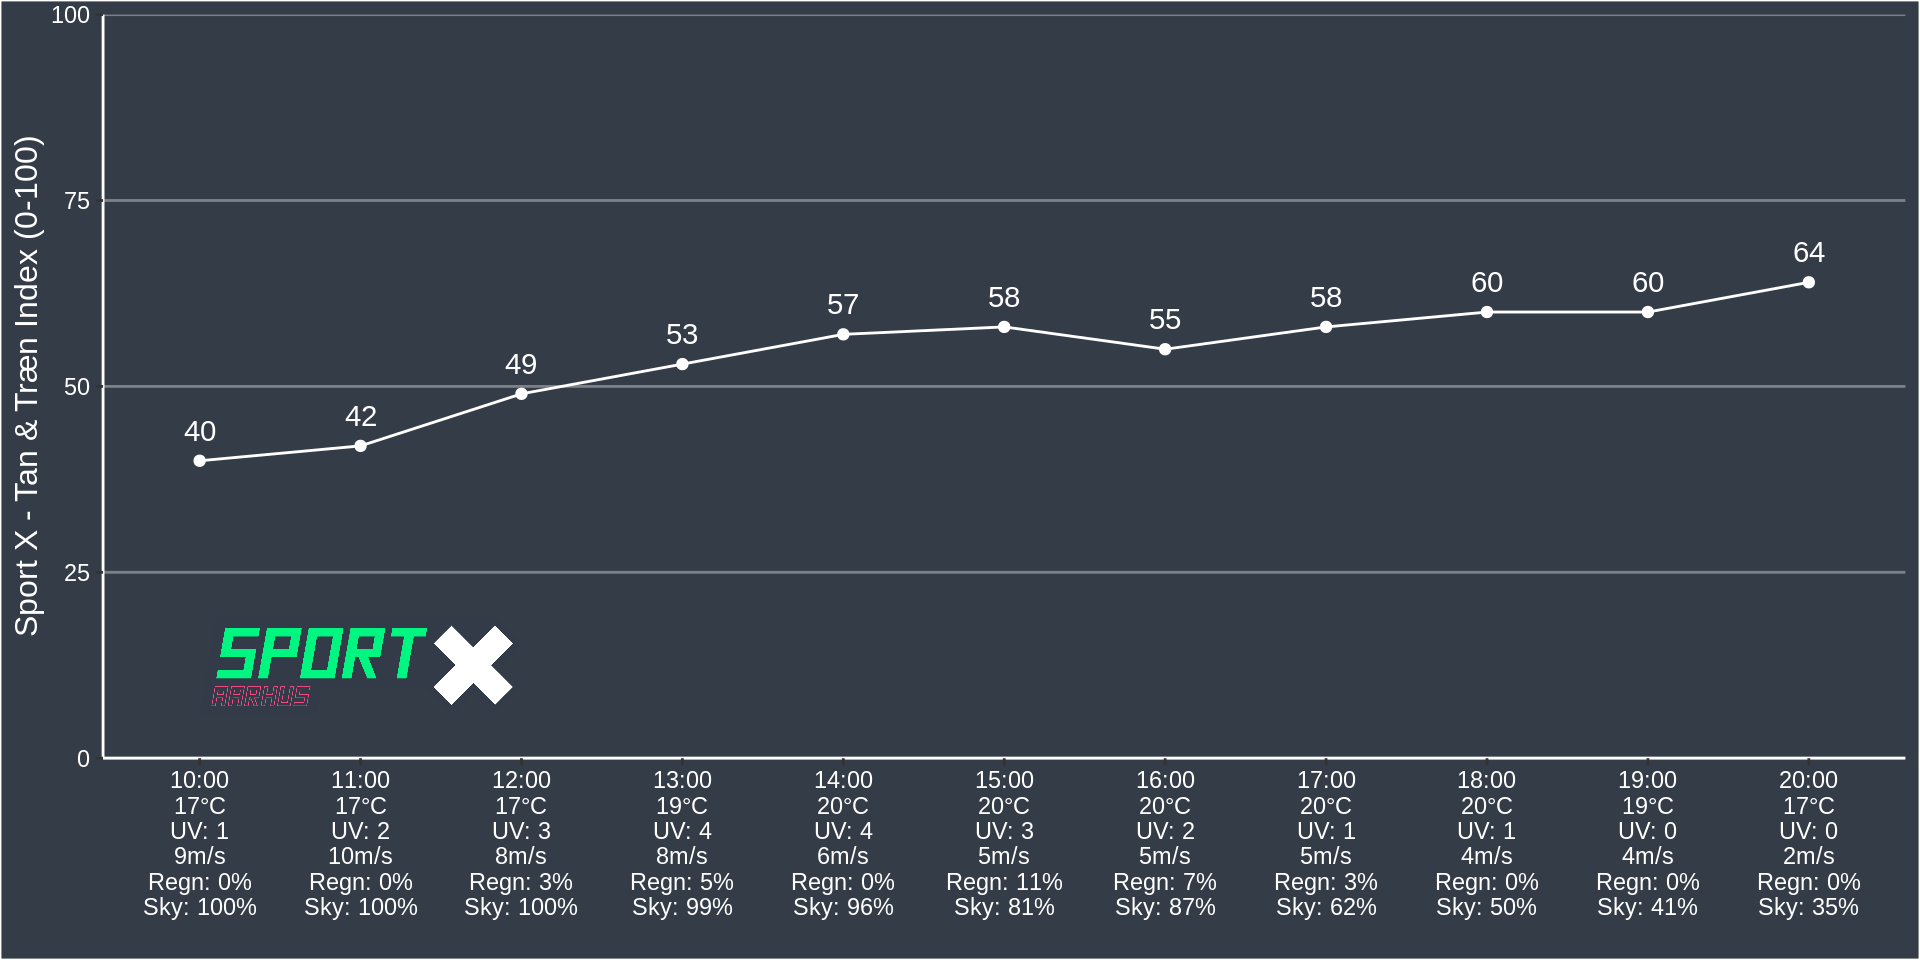 100
75
50
25
0
Sport X - Tan & Træn Index (0-100)
40
42
49
53
57
58
55
58
60
60
64
SPORT
AARHUS
10:00 11:00 12:00 13:00 14:00 15:00 16:00 17:00 18:00 19:00 20:00
17°C 17°C 17°C 19°C 20°C 20°C 20°C 20°C 20°C 19°C 17°C
UV: 1 UV: 2 UV: 3 UV: 4 UV: 4 UV: 3 UV: 2 UV: 1 UV: 1 UV: 0 UV: 0
9m/s 10m/s 8m/s 8m/s 6m/s 5m/s 5m/s 5m/s 4m/s 4m/s 2m/s
Regn: 0% Regn: 0% Regn: 3% Regn: 5% Regn: 0% Regn: 11% Regn: 7% Regn: 3% Regn: 0% Regn: 0% Regn: 0%
Sky: 100% Sky: 100% Sky: 100% Sky: 99% Sky: 96% Sky: 81% Sky: 87% Sky: 62% Sky: 50% Sky: 41% Sky: 35%